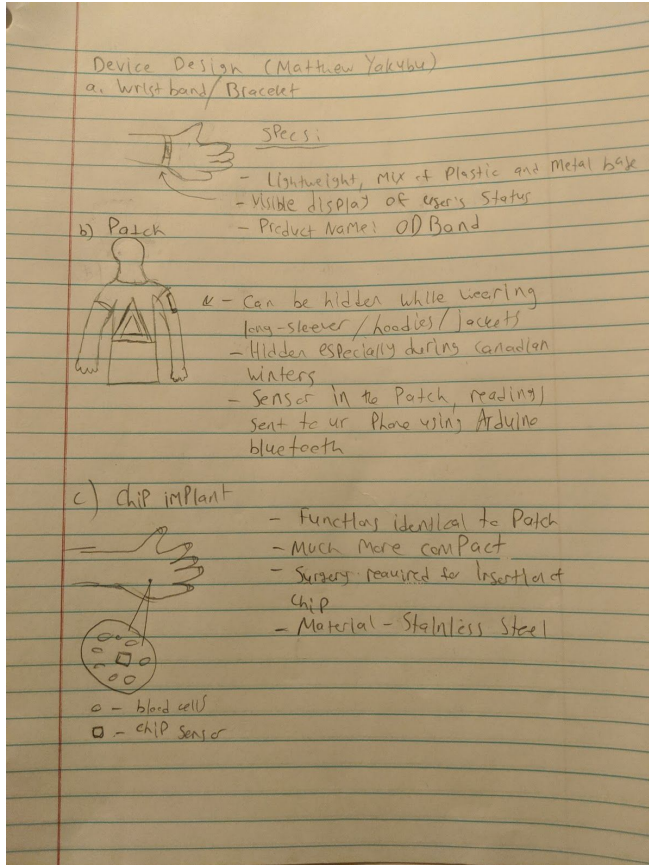 Device Design (Matthew Yakubu)
a. Wristband/Bracelet
Specs:
- Lightweight, Mix of Plastic and Metal base
- Visible display of user's Status
- Product Name: OD Band
b) Patch
- Can be hidden while wearing
long-sleever/hoodies/jackets
- Hidden especially during Canadian
winters
- Sensor in the Patch, readings
sent to ur Phone using Arduino
bluetooth
c) Chip implant
- Functions identical to Patch
- Much more compact
- Surgery required for Insertion of
Chip
- Material - Stainless Steel
o - blood cells
□ - chip sensor